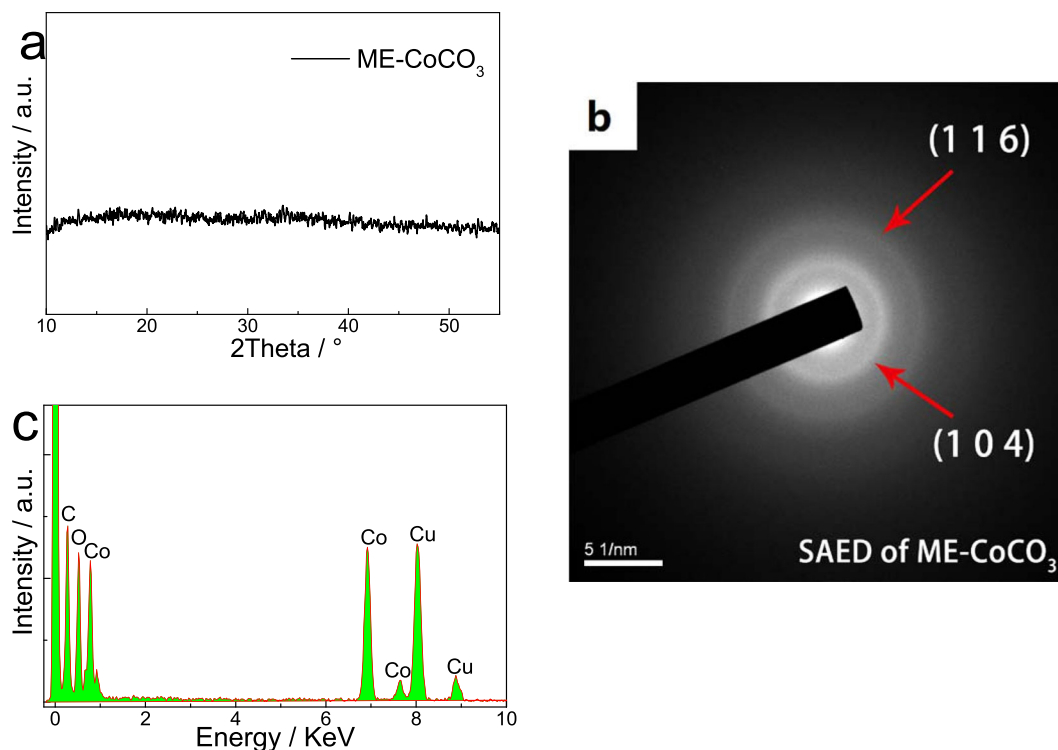 a
ME-CoCO₃
Intensity / a.u.
10 20 30 40 50
2Theta / °
b
(1 1 6)
(1 0 4)
5 1/nm
SAED of ME-CoCO₃
c
C
O
Co
Co
Co
Cu
Cu
Intensity / a.u.
0 2 4 6 8 10
Energy / KeV